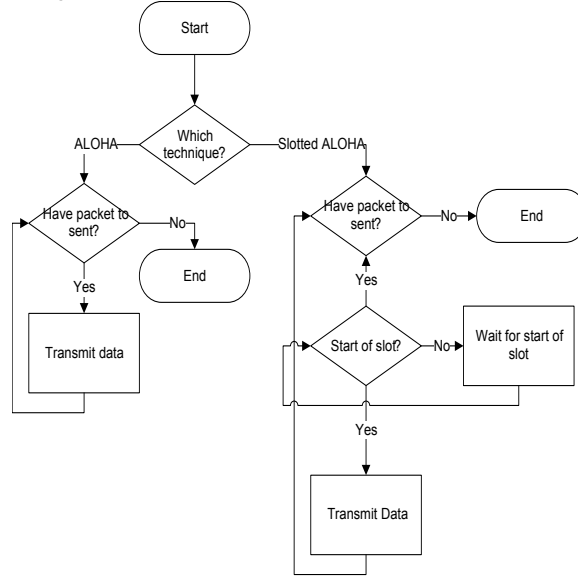 Start
Which
technique?
ALOHA
Slotted ALOHA
Have packet to
sent?
No
End
Yes
Transmit data
Have packet to
sent?
No
End
Yes
Start of slot?
No
Wait for start of
slot
Yes
Transmit Data